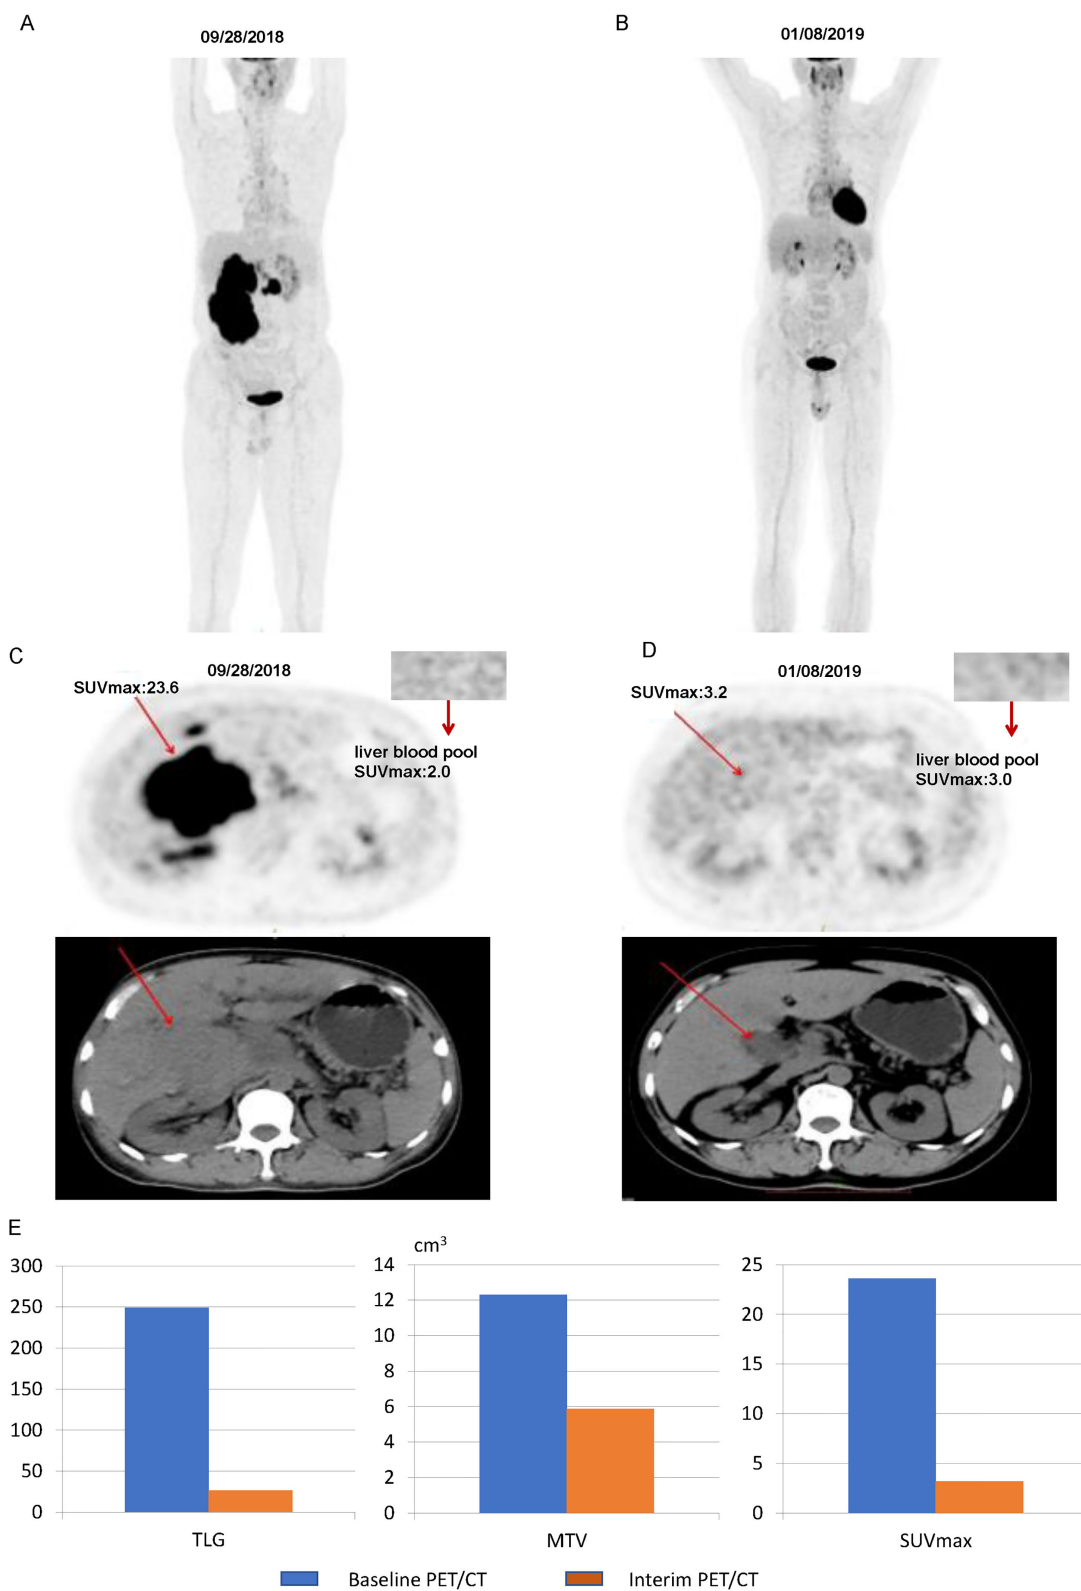 A
09/28/2018
B
01/08/2019
C
09/28/2018
SUVmax:23.6
liver blood pool
SUVmax:2.0
D
01/08/2019
SUVmax:3.2
liver blood pool
SUVmax:3.0
E
300
250
200
150
100
50
0
TLG
cm³
14
12
10
8
6
4
2
0
MTV
25
20
15
10
5
0
SUVmax
Baseline PET/CT
Interim PET/CT